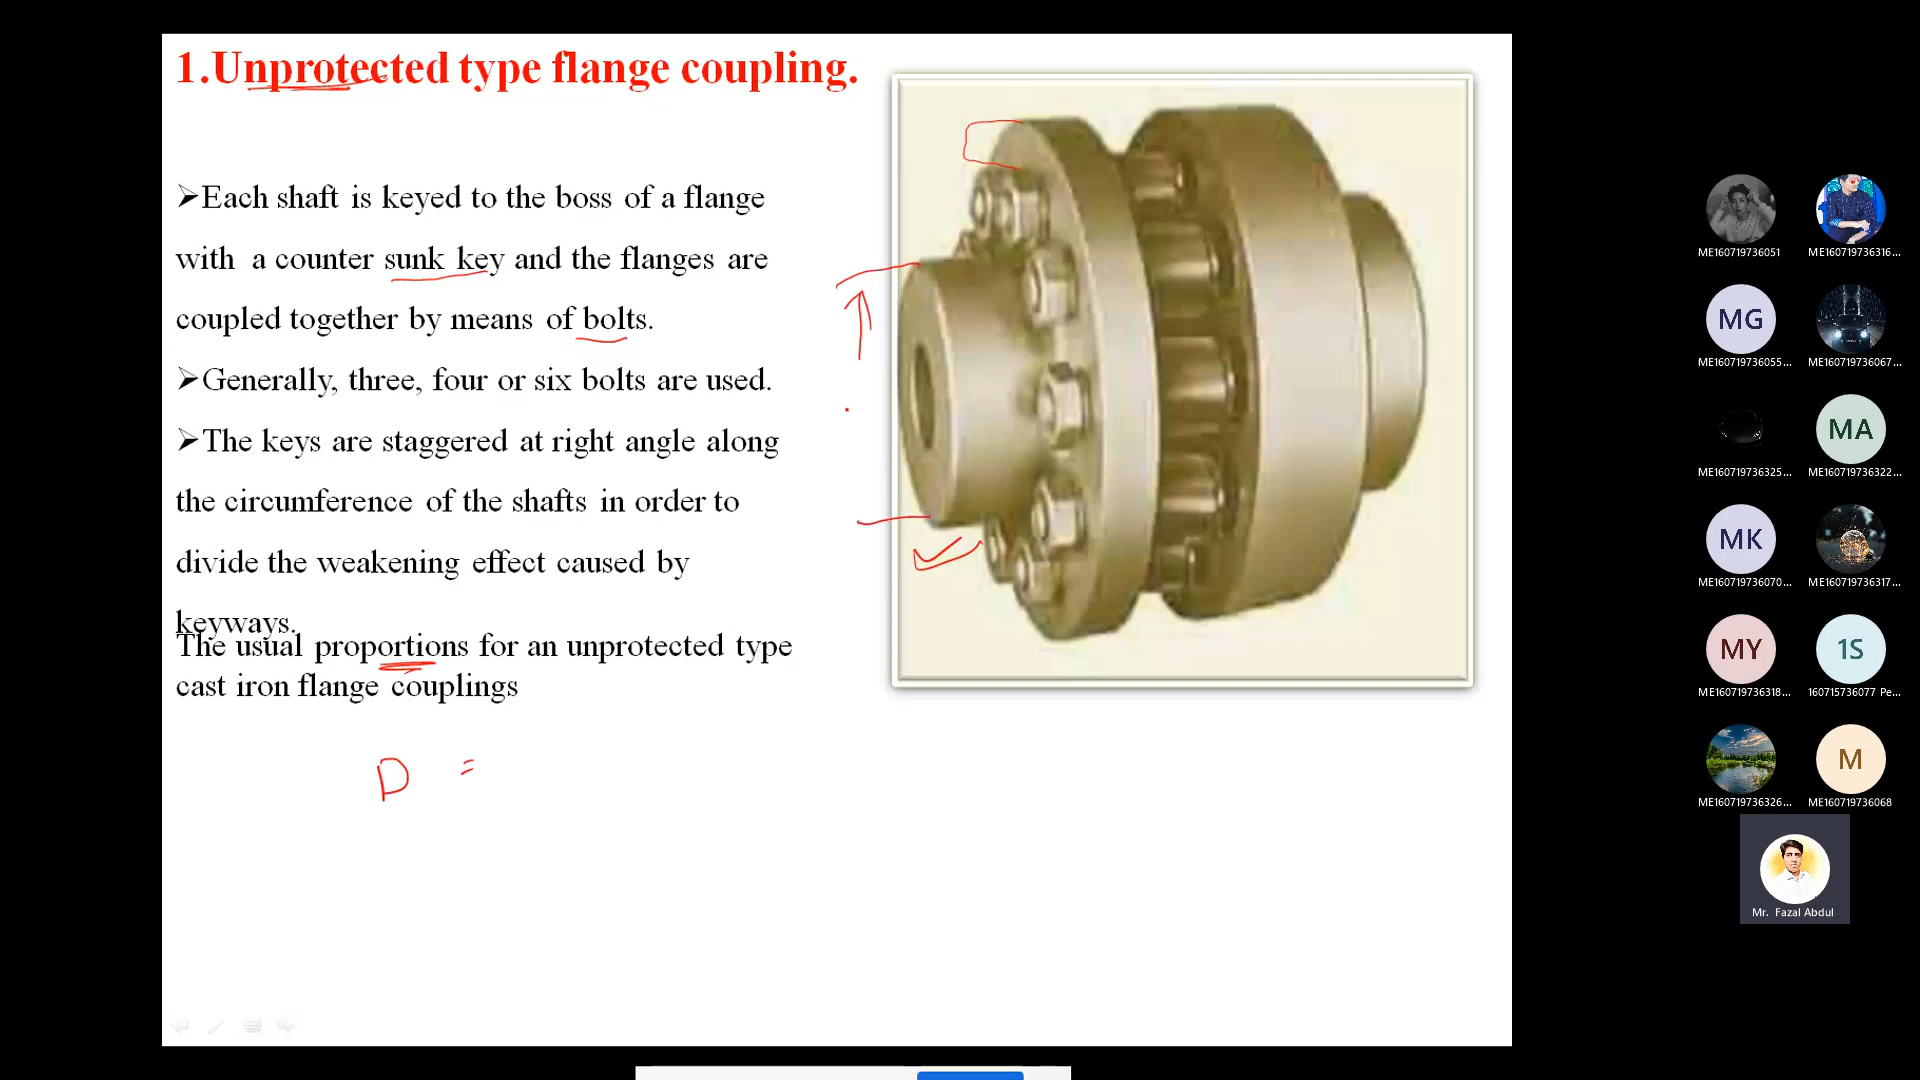 1.Unprotected type flange coupling.
➢Each shaft is keyed to the boss of a flange
with a counter sunk key and the flanges are
coupled together by means of bolts.
➢Generally, three, four or six bolts are used.
➢The keys are staggered at right angle along
the circumference of the shafts in order to
divide the weakening effect caused by
keyways.
The usual proportions for an unprotected type
cast iron flange couplings
D =
ME160719736051
ME160719736316...
MG
ME160719736055...
ME160719736067...
ME160719736325...
MA
ME160719736322...
MK
ME160719736070...
ME160719736317...
MY
ME160719736318...
1S
160715736077 Pe...
ME160719736326...
M
ME160719736068
Mr. Fazal Abdul